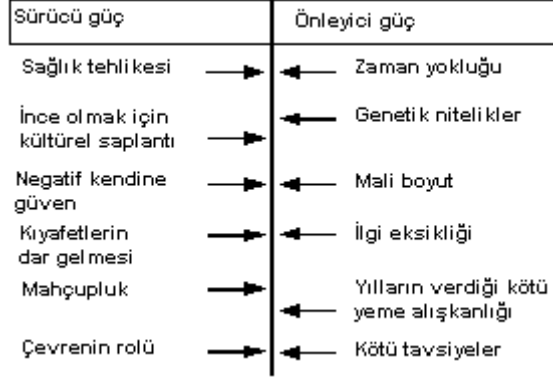 Sürücü güç
Önleyici güç
Sağlık tehlikesi
Zaman yokluğu
İnce olmak için
kültürel saplantı
Genetik nitelikler
Negatif kendine
güven
Mali boyut
Kıyafetlerin
dar gelmesi
İlgi eksikliği
Mahçupluk
Yılların verdiği kötü
yeme alışkanlığı
Çevrenin rolü
Kötü tavsiyeler